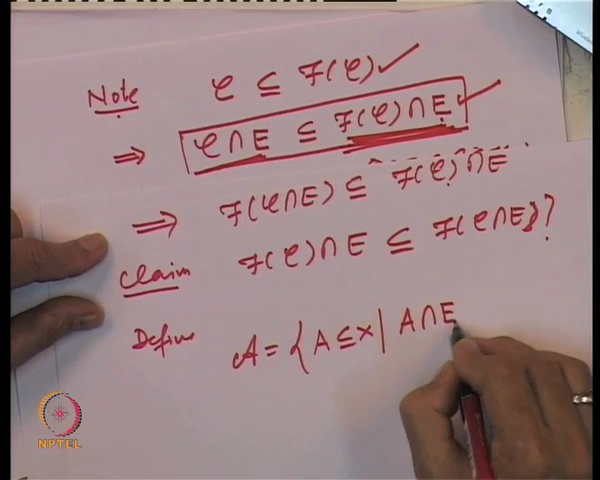 Note C ⊆ F(C) ✓
⇒ C∩E ⊆ F(C)∩E ✓
⇒ F(C∩E) ⊆ F(C)∩E
Claim F(C)∩E ⊆ F(C∩E)?
Define A = { A ⊆ X | A∩E
NPTEL